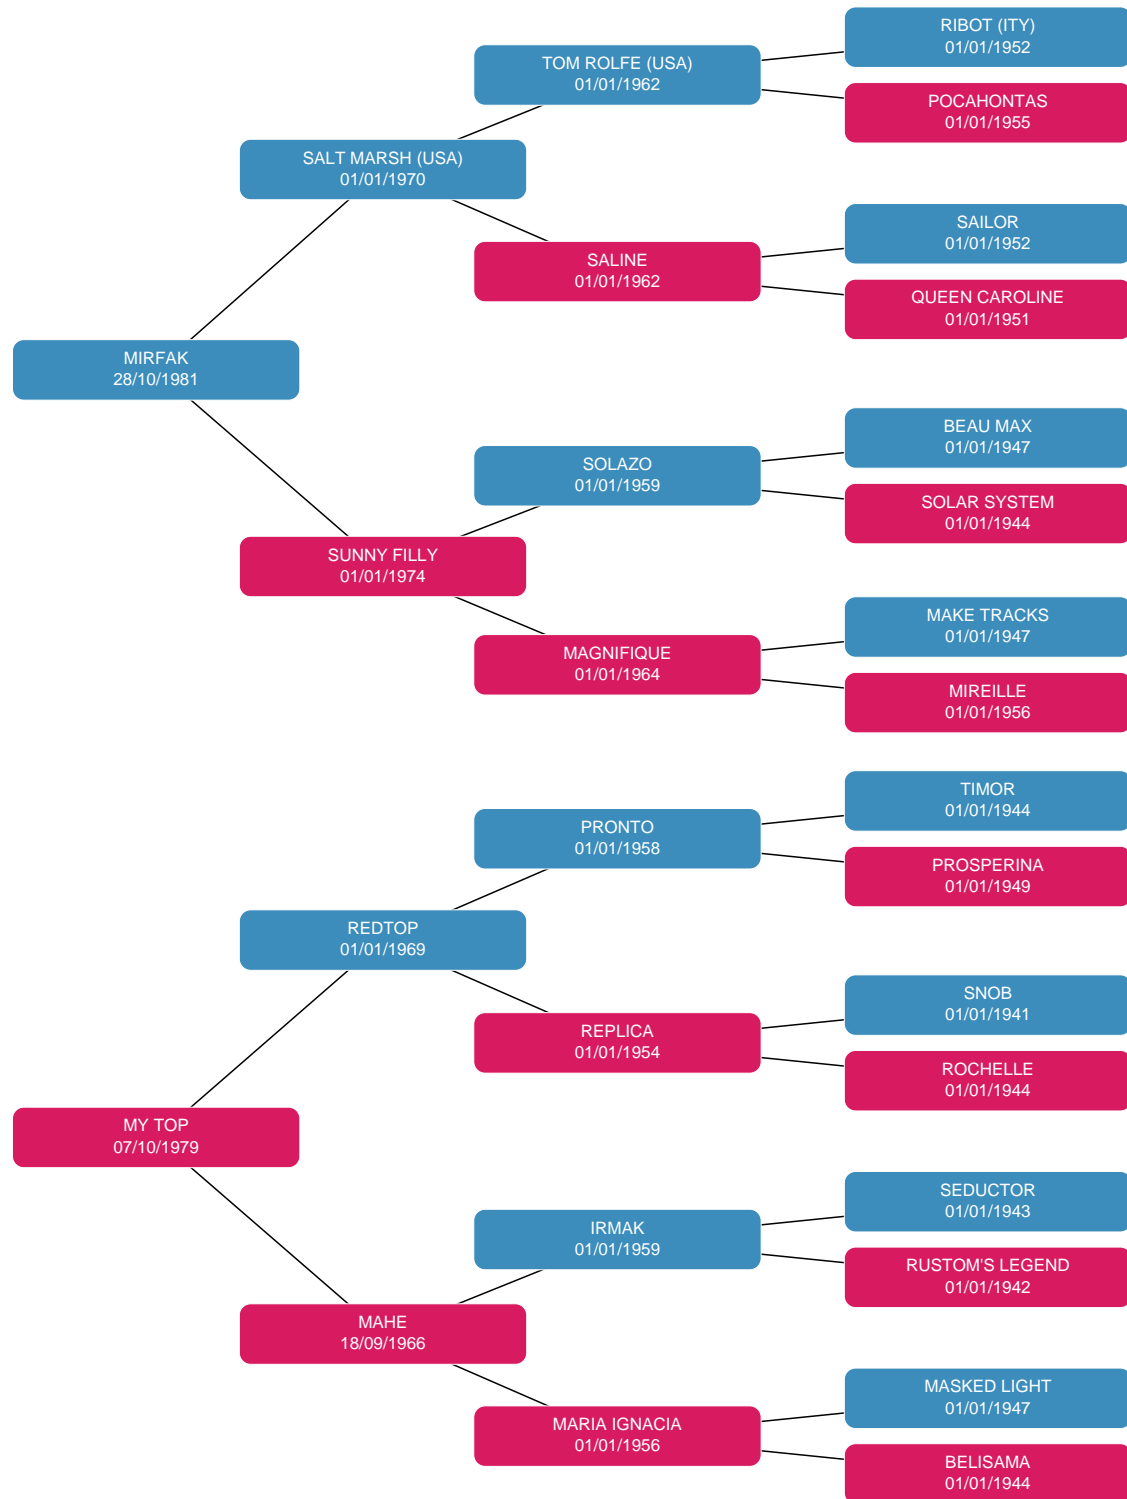 RIBOT (ITY)
01/01/1952
TOM ROLFE (USA)
01/01/1962
POCAHONTAS
01/01/1955
SALT MARSH (USA)
01/01/1970
SAILOR
01/01/1952
SALINE
01/01/1962
QUEEN CAROLINE
01/01/1951
MIRFAK
28/10/1981
BEAU MAX
01/01/1947
SOLAZO
01/01/1959
SOLAR SYSTEM
01/01/1944
SUNNY FILLY
01/01/1974
MAKE TRACKS
01/01/1947
MAGNIFIQUE
01/01/1964
MIREILLE
01/01/1956
TIMOR
01/01/1944
PRONTO
01/01/1958
PROSPERINA
01/01/1949
REDTOP
01/01/1969
SNOB
01/01/1941
REPLICA
01/01/1954
ROCHELLE
01/01/1944
MY TOP
07/10/1979
SEDUCTOR
01/01/1943
IRMAK
01/01/1959
RUSTOM'S LEGEND
01/01/1942
MAHE
18/09/1966
MASKED LIGHT
01/01/1947
MARIA IGNACIA
01/01/1956
BELISAMA
01/01/1944